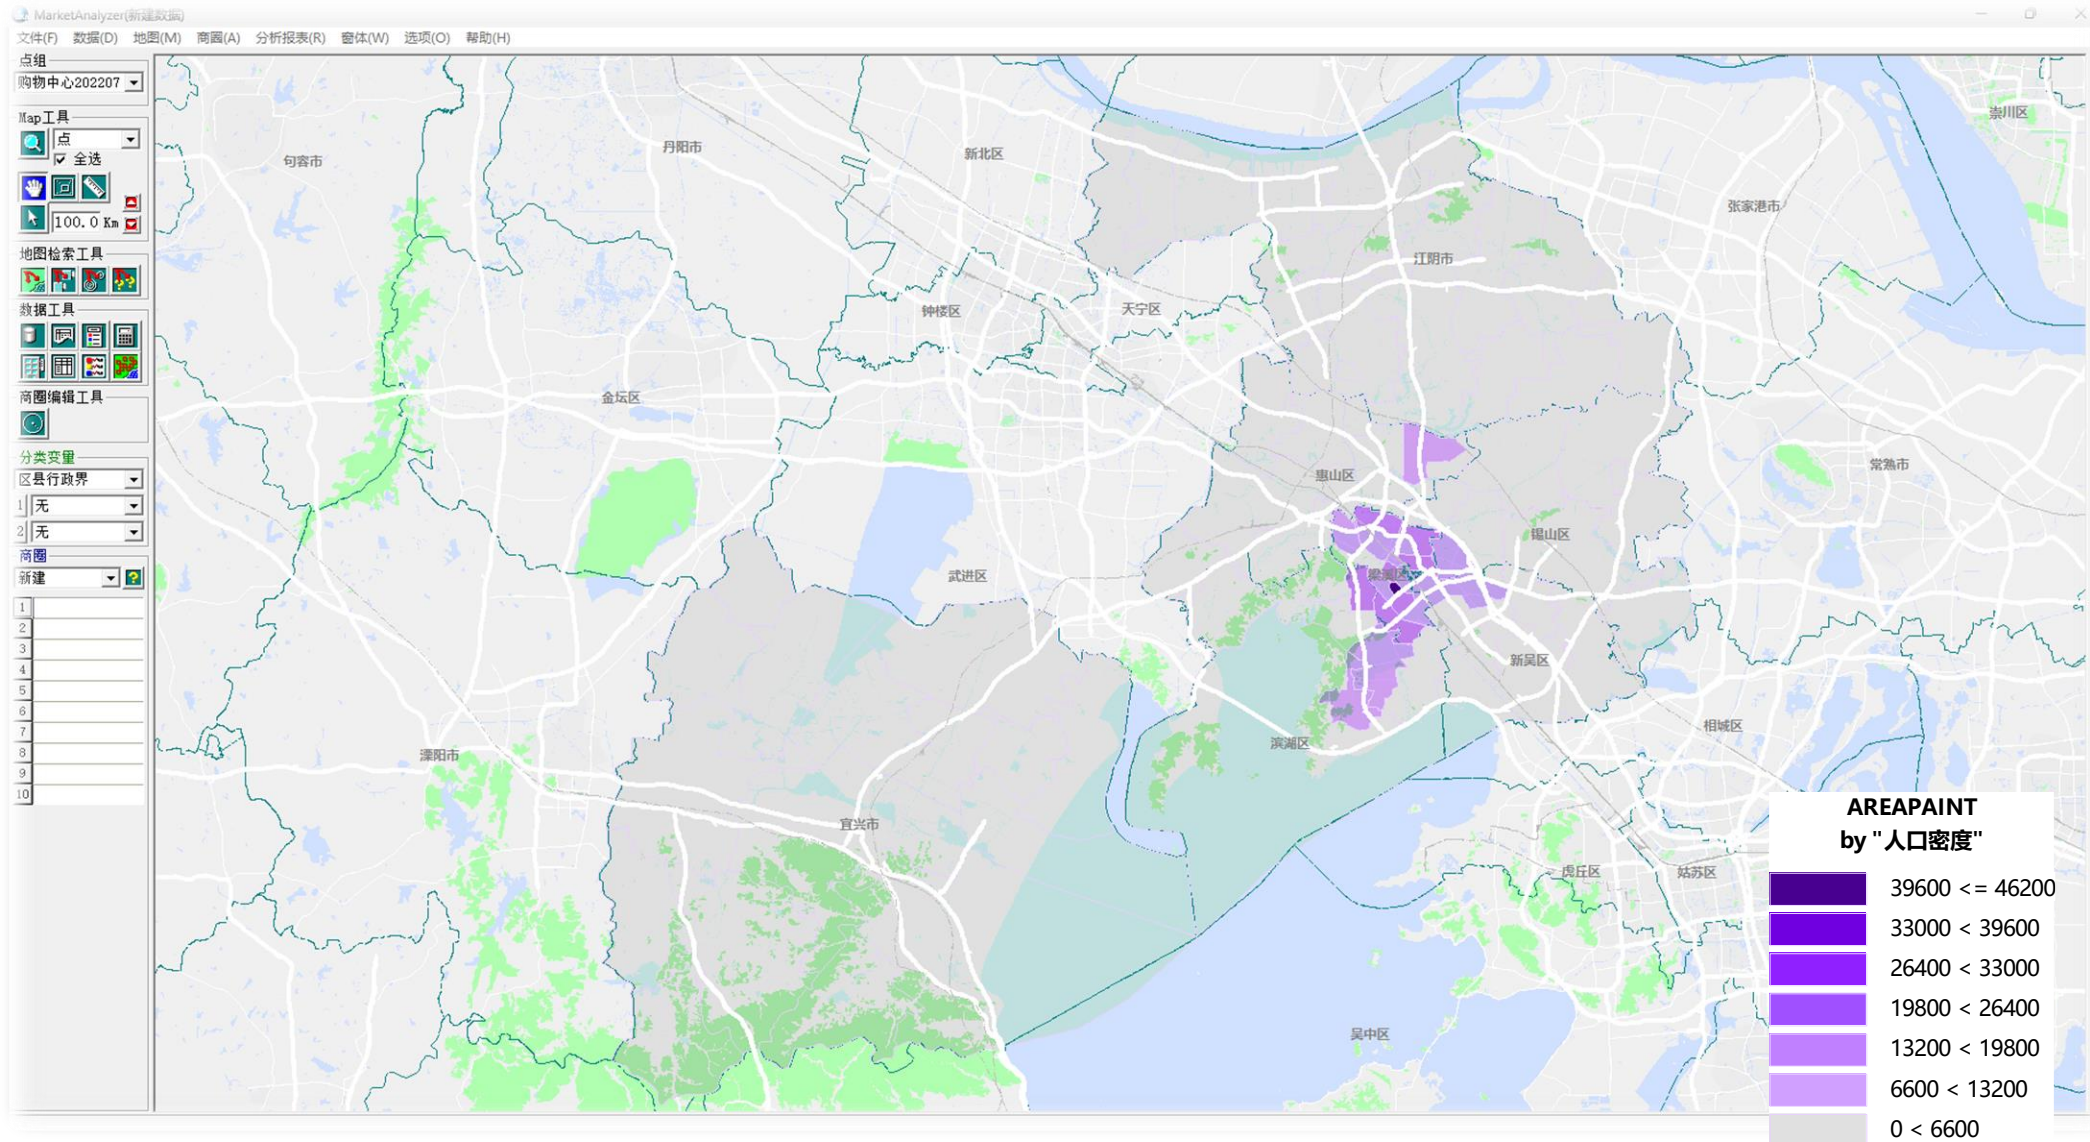 MarketAnalyzer(新建数据)
文件(F) 数据(D) 地图(M) 商圈(A) 分析报表(R) 窗体(W) 选项(O) 帮助(H)
点组
购物中心202207
Map工具
点
全选
100.0 Km
地图检索工具
数据工具
商圈编辑工具
分类变量
区县行政界
1 无
2 无
商圈
新建
1
2
3
4
5
6
7
8
9
10
崇川区
丹阳市
新北区
句容市
张家港市
江阴市
钟楼区
天宁区
金坛区
常熟市
惠山区
锡山区
武进区
梁溪区
新吴区
相城区
滨湖区
溧阳市
宜兴市
虎丘区
姑苏区
吴中区
AREAPAINT
by "人口密度"
39600 <= 46200
33000 < 39600
26400 < 33000
19800 < 26400
13200 < 19800
6600 < 13200
0 < 6600